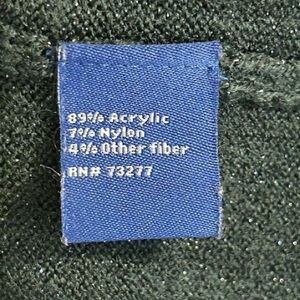 89% Acrylic
7% Nylon
4% Other fiber
RN# 73277